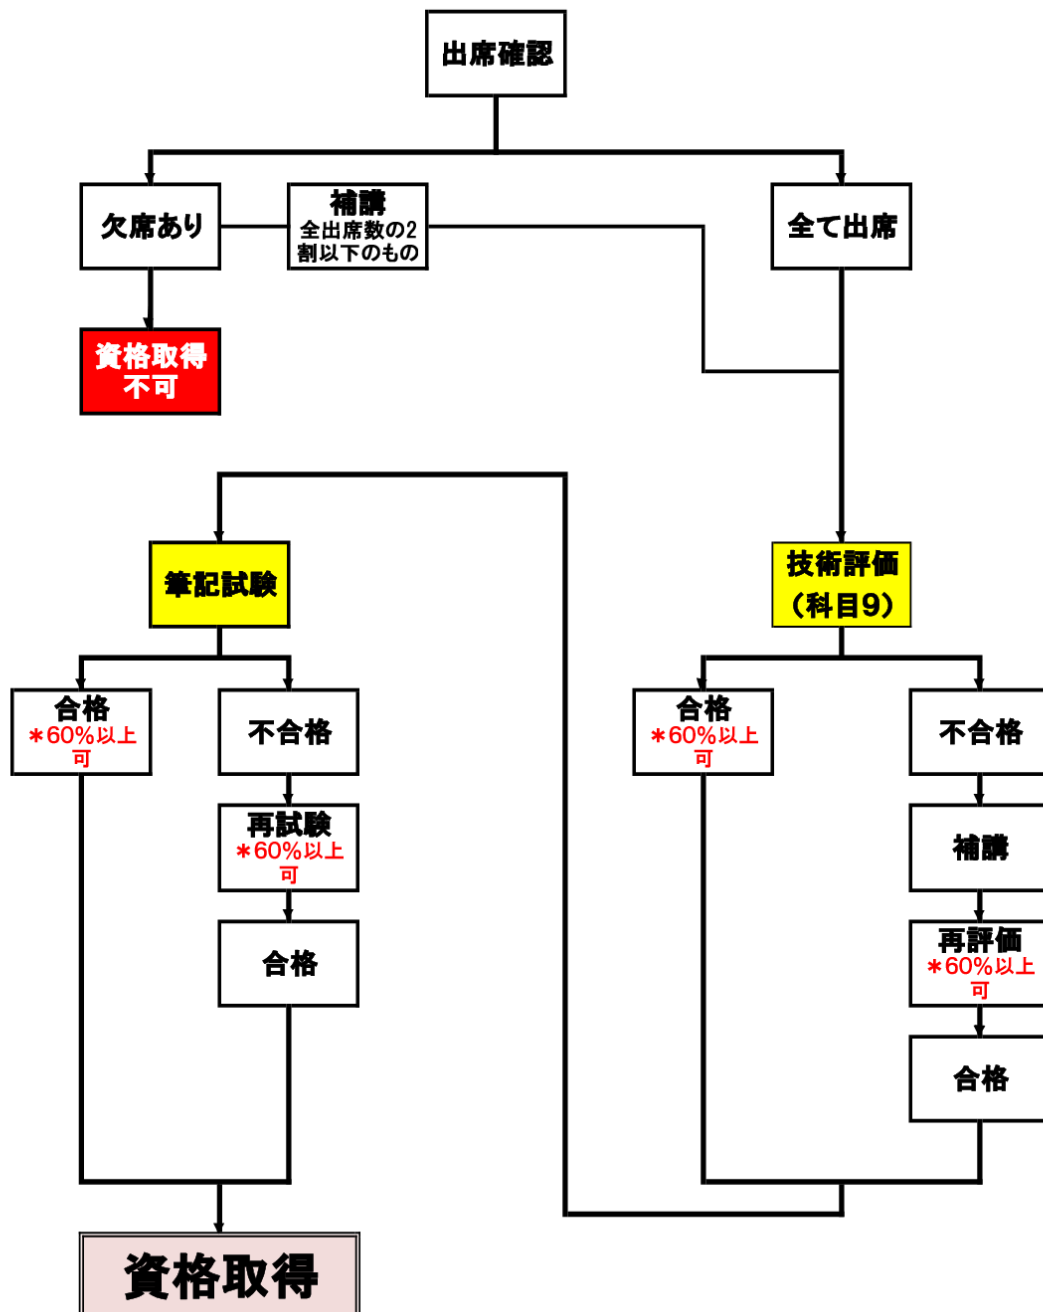 出席確認
欠席あり
補講
全出席数の2
割以下のもの
全て出席
資格取得
不可
筆記試験
技術評価
（科目9）
合格
＊60%以上
可
不合格
合格
＊60%以上
可
不合格
再試験
＊60%以上
可
補講
合格
再評価
＊60%以上
可
合格
資格取得